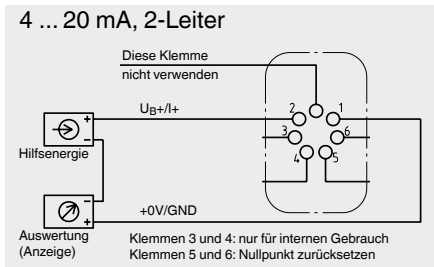 4 ... 20 mA, 2-Leiter
Diese Klemme
nicht verwenden
UB+/I+
2
1
3
6
4
5
+
-
Hilfsenergie
-
+
+0V/GND
Auswertung
(Anzeige)
Klemmen 3 und 4: nur für internen Gebrauch
Klemmen 5 und 6: Nullpunkt zurücksetzen